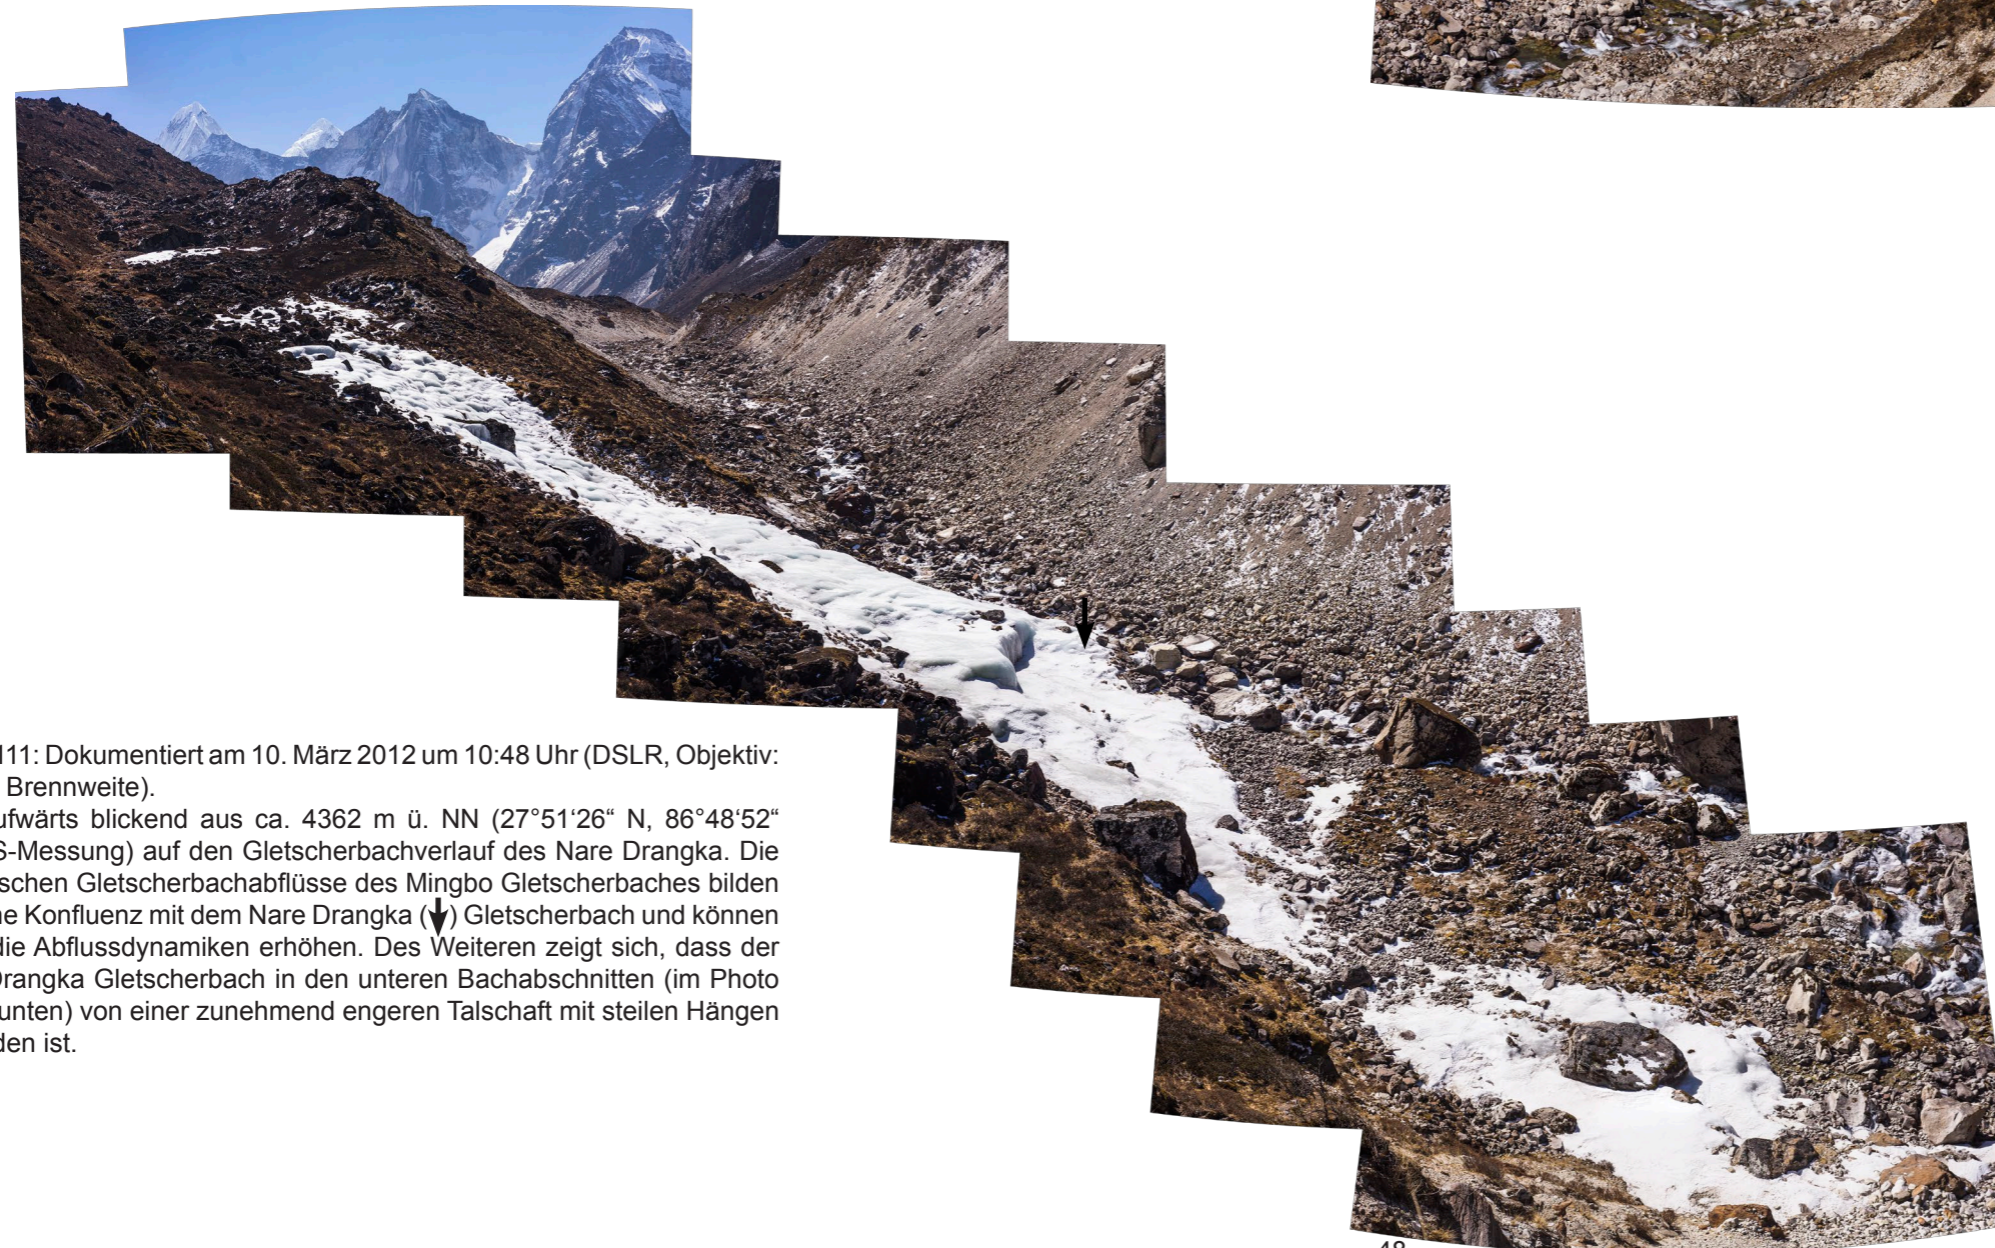 111: Dokumentiert am 10. März 2012 um 10:48 Uhr (DSLR, Objektiv:
Brennweite).
ufwärts blickend aus ca. 4362 m ü. NN (27°51‘26“ N, 86°48‘52“
S-Messung) auf den Gletscherbachverlauf des Nare Drangka. Die
ischen Gletscherbachabflüsse des Mingbo Gletscherbaches bilden
ne Konfluenz mit dem Nare Drangka (↓) Gletscherbach und können
die Abflussdynamiken erhöhen. Des Weiteren zeigt sich, dass der
Drangka Gletscherbach in den unteren Bachabschnitten (im Photo
unten) von einer zunehmend engeren Talschaft mit steilen Hängen
den ist.
48